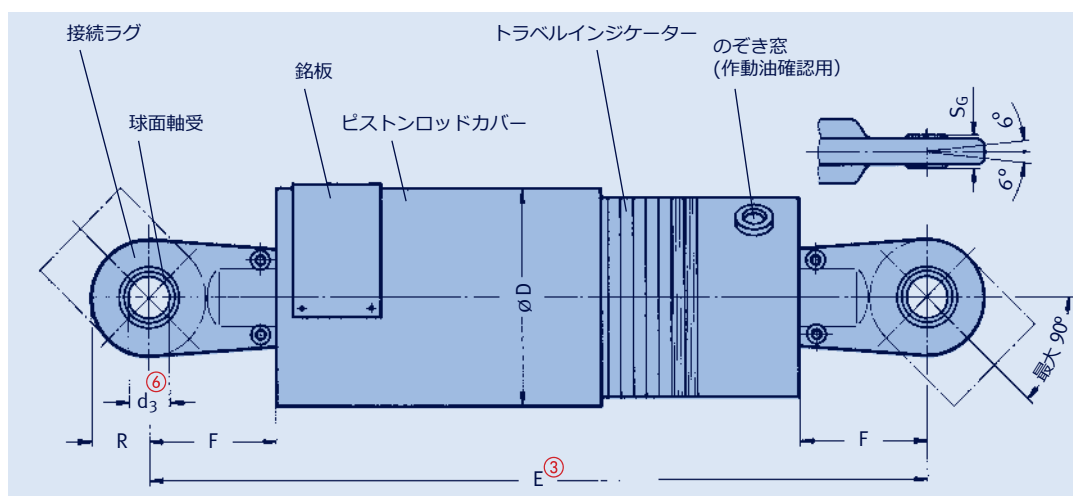 接続ラグ
銘板
球面軸受
ピストンロッドカバー
トラベルインジケーター
のぞき窓
(作動油確認用)
SG
6°
6°
Ø D
最大 90°
⑥
d3
R
F
F
E③